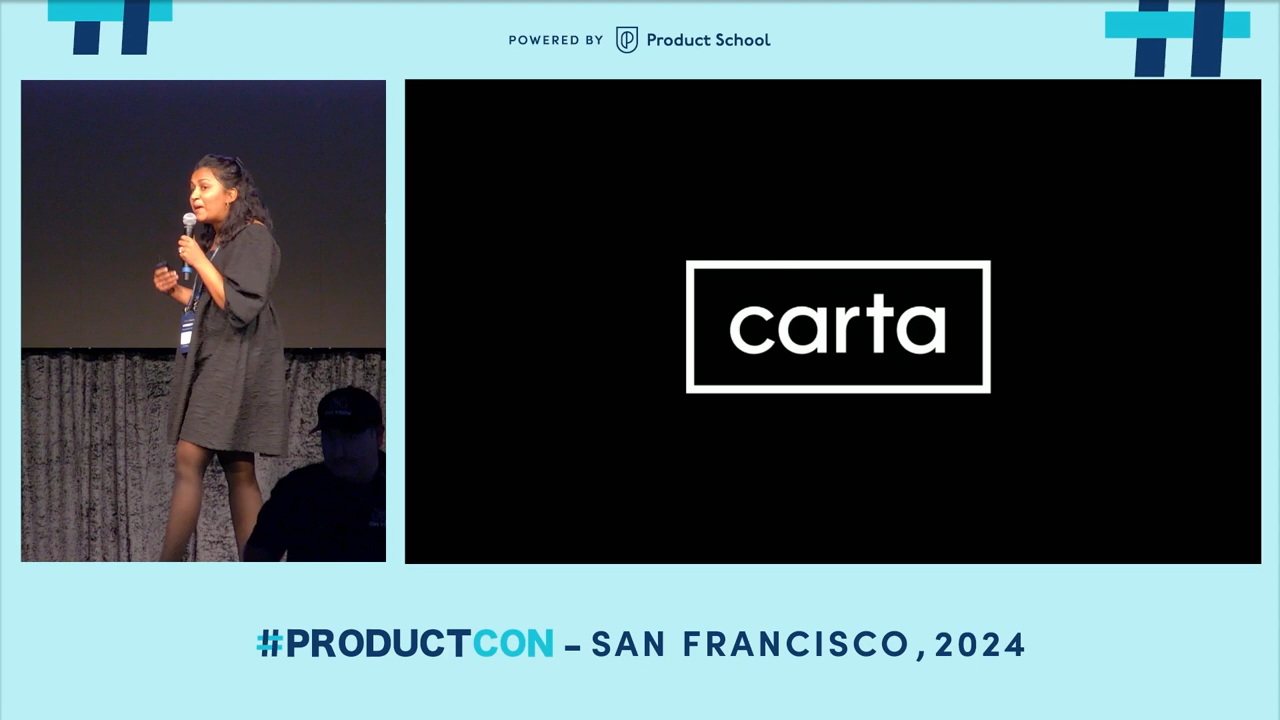 POWERED BY Product School
carta
#PRODUCTCON – SAN FRANCISCO, 2024